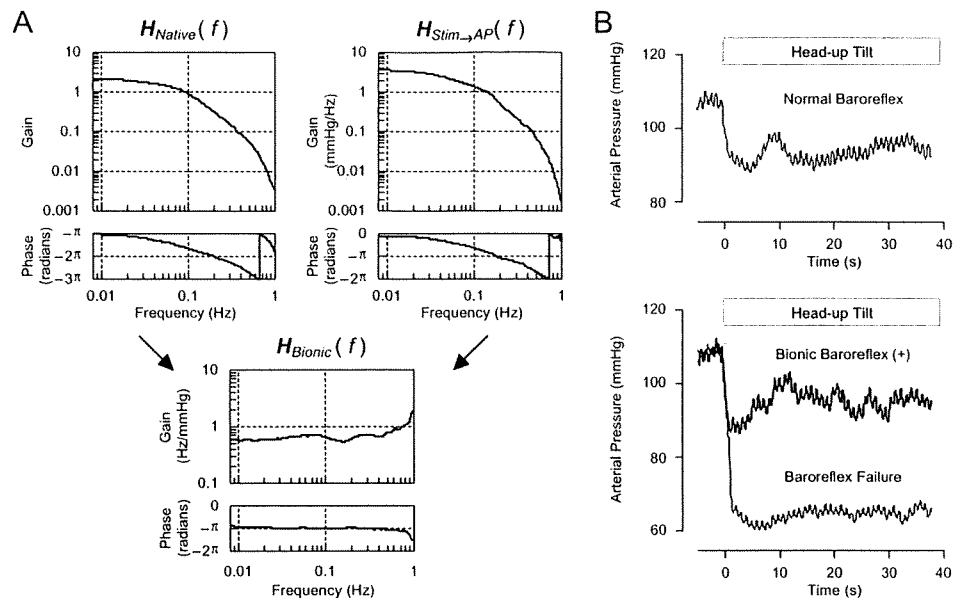 A
H_Native(f)
Gain
10
1
0.1
0.01
0.001
Phase
(radians)
−π
−2π
−3π
0.01
0.1
1
Frequency (Hz)
H_Stim→AP(f)
Gain
(mmHg/Hz)
10
1
0.1
0.01
0.001
Phase
(radians)
0
−π
−2π
0.01
0.1
1
Frequency (Hz)
H_Bionic(f)
Gain
(Hz/mmHg)
10
1
0.1
Phase
(radians)
0
−π
−2π
0.01
0.1
1
Frequency (Hz)
B
Arterial Pressure (mmHg)
120
100
80
Head-up Tilt
Normal Baroreflex
0
10
20
30
40
Time (s)
Arterial Pressure (mmHg)
120
100
80
60
Head-up Tilt
Bionic Baroreflex (+)
Baroreflex Failure
0
10
20
30
40
Time (s)